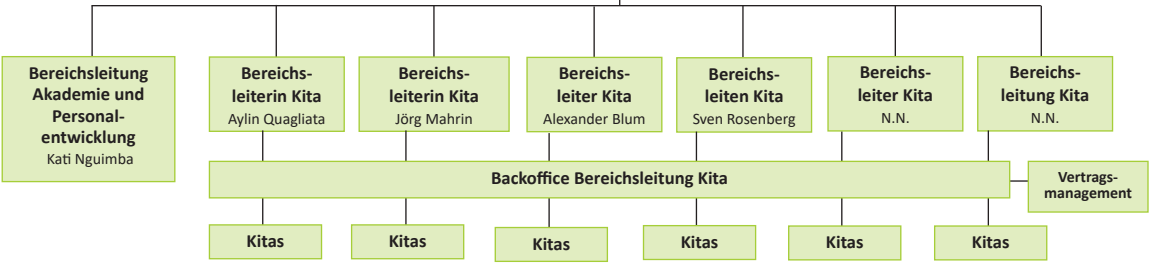 Bereichsleitung
Akademie und
Personal-
entwicklung
Kati Nguimba
Bereichs-
leiterin Kita
Aylin Quagliata
Bereichs-
leiterin Kita
Jörg Mahrin
Bereichs-
leiter Kita
Alexander Blum
Bereichs-
leiten Kita
Sven Rosenberg
Bereichs-
leiter Kita
N.N.
Bereichs-
leitung Kita
N.N.
Backoffice Bereichsleitung Kita
Vertrags-
management
Kitas
Kitas
Kitas
Kitas
Kitas
Kitas